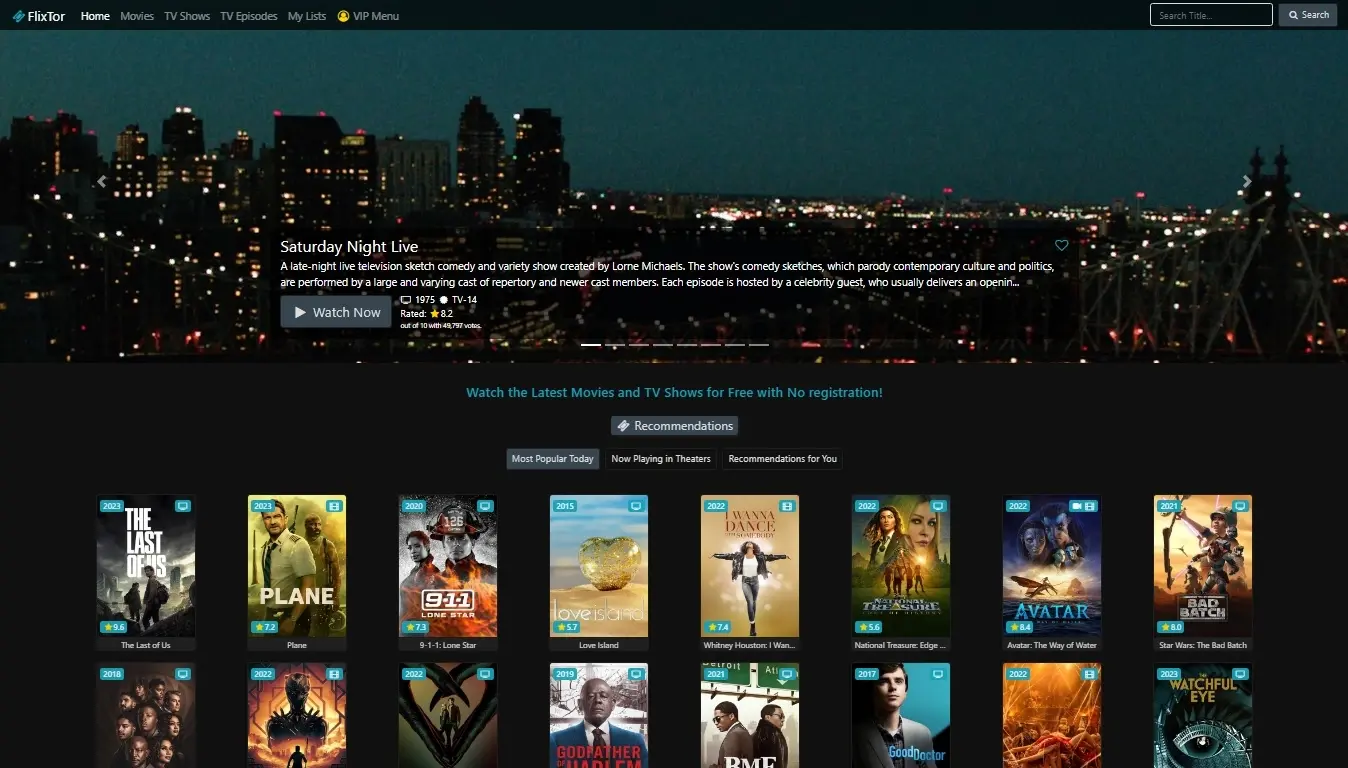 FlixTor Home Movies TV Shows TV Episodes My Lists VIP Menu Search Title... Search
Saturday Night Live
A late-night live television sketch comedy and variety show created by Lorne Michaels. The show's comedy sketches, which parody contemporary culture and politics,
are performed by a large and varying cast of repertory and newer cast members. Each episode is hosted by a celebrity guest, who usually delivers an openin...
Watch Now
1975 TV-14
Rated: 8.2
out of 10 with 49,797 votes.
Watch the Latest Movies and TV Shows for Free with No registration!
Recommendations
Most Popular Today Now Playing in Theaters Recommendations for You
2023
THE
LAST
OF US
9.6
The Last of Us
2023
PLANE
7.2
Plane
2020
126
9-1-1
LONE STAR
7.3
9-1-1: Lone Star
2015
loveisland
5.7
Love Island
2022
I WANNA
DANCE
SOMEBODY
7.4
Whitney Houston: I Wan...
2022
NATIONAL
TREASURE
EDGE OF HISTORY
5.6
National Treasure: Edge ...
2022
AVATAR
8.4
Avatar: The Way of Water
2021
BAD
BATCH
8.0
Star Wars: The Bad Batch
2018
2022
2022
2019
GODFATHER
OF HARLEM
2021
Detroit Ati
BMF
2017
Good Doctor
2022
2023
THE
WATCHFUL
EYE